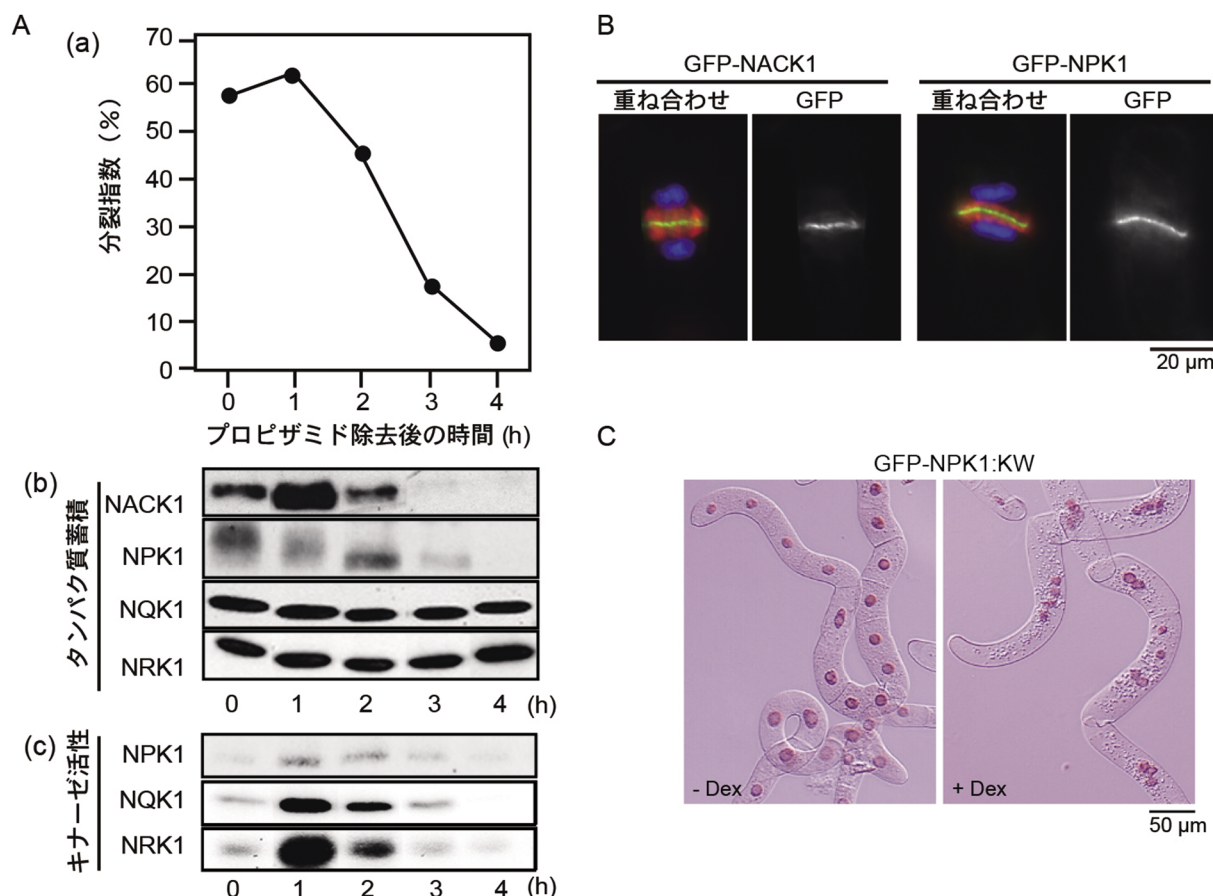 A
(a)
70
60
50
40
30
20
10
0
分裂指数(%)
0 1 2 3 4
プロピザミド除去後の時間 (h)
(b)
タンパク質蓄積
NACK1
NPK1
NQK1
NRK1
0 1 2 3 4 (h)
(c)
キナーゼ活性
NPK1
NQK1
NRK1
0 1 2 3 4 (h)
B
GFP-NACK1 GFP-NPK1
重ね合わせ GFP 重ね合わせ GFP
20 µm
C
GFP-NPK1:KW
- Dex + Dex
50 µm